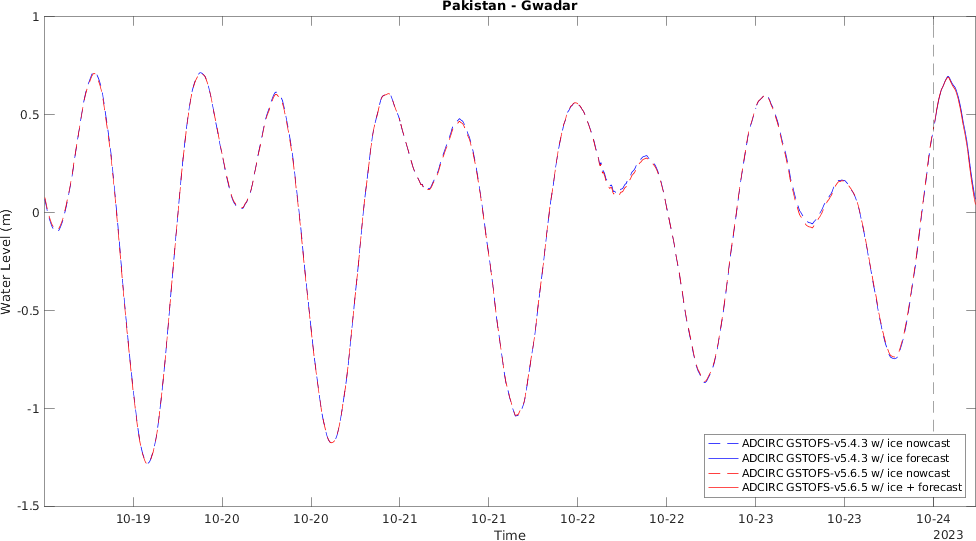 Pakistan - Gwadar
1
0.5
0
-0.5
-1
-1.5
Water Level (m)
ADCIRC GSTOFS-v5.4.3 w/ ice nowcast
ADCIRC GSTOFS-v5.4.3 w/ ice forecast
ADCIRC GSTOFS-v5.6.5 w/ ice nowcast
ADCIRC GSTOFS-v5.6.5 w/ ice + forecast
10-19 10-20 10-20 10-21 10-21 10-22 10-22 10-23 10-23 10-24
Time 2023